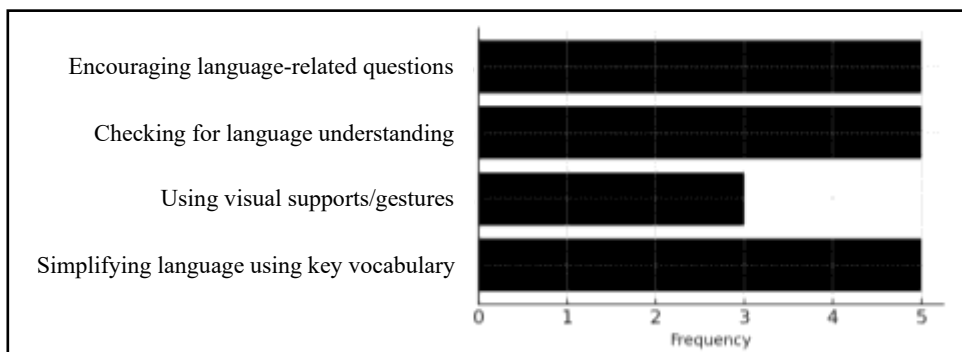 Encouraging language-related questions
Checking for language understanding
Using visual supports/gestures
Simplifying language using key vocabulary
0 1 2 3 4 5
Frequency